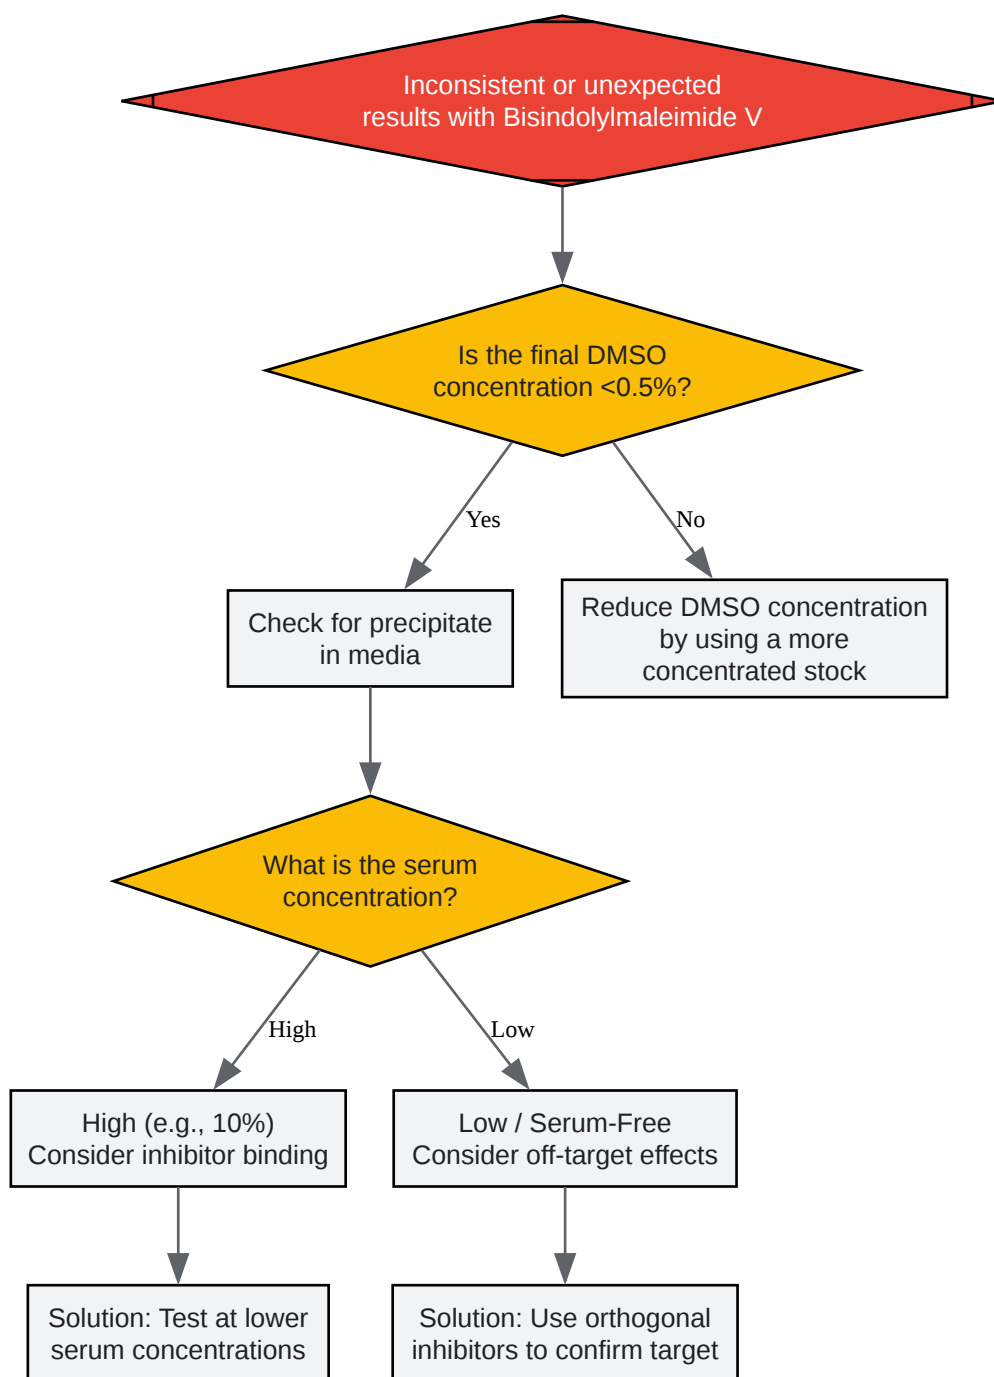 Inconsistent or unexpected
results with Bisindolylmaleimide V
Is the final DMSO
concentration <0.5%?
Yes
No
Check for precipitate
in media
Reduce DMSO concentration
by using a more
concentrated stock
What is the serum
concentration?
High
Low
High (e.g., 10%)
Consider inhibitor binding
Low / Serum-Free
Consider off-target effects
Solution: Test at lower
serum concentrations
Solution: Use orthogonal
inhibitors to confirm target